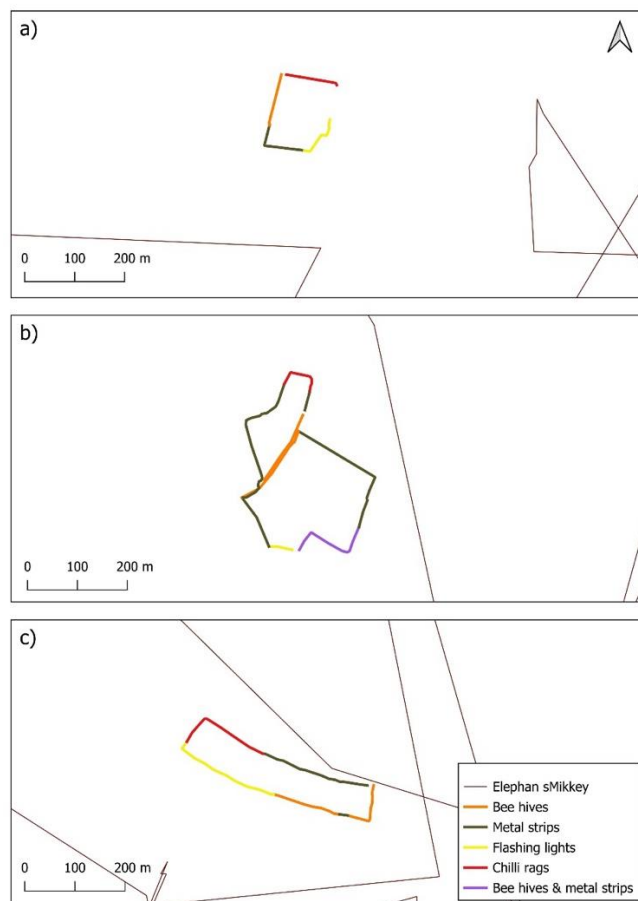 a)
0 100 200 m
b)
0 100 200 m
c)
0 100 200 m
Elephan sMikkey
Bee hives
Metal strips
Flashing lights
Chilli rags
Bee hives & metal strips